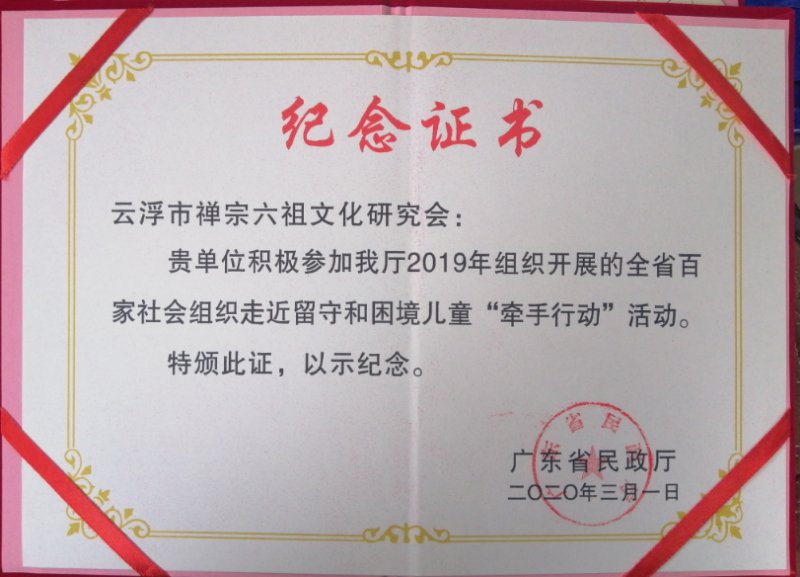 纪念证书
云浮市禅宗六祖文化研究会：
贵单位积极参加我厅2019年组织开展的全省百
家社会组织走近留守和困境儿童“牵手行动”活动。
特颁此证，以示纪念。
广东省民政厅
二〇二〇年三月一日